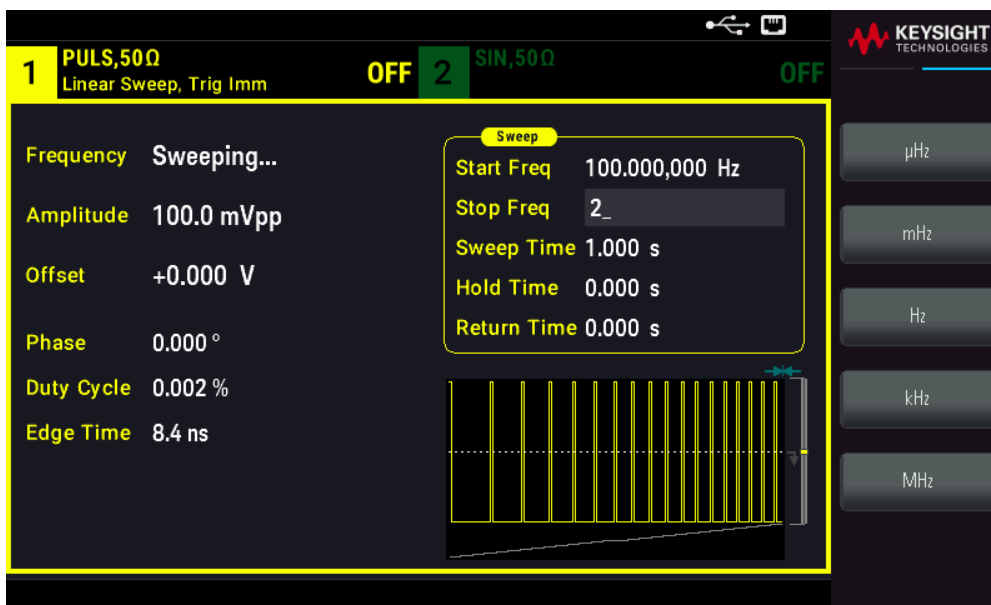 KEYSIGHT
TECHNOLOGIES
1 PULS,50Ω OFF
Linear Sweep, Trig Imm
2 SIN,50Ω OFF
Frequency Sweeping...
Amplitude 100.0 mVpp
Offset +0.000 V
Phase 0.000 °
Duty Cycle 0.002 %
Edge Time 8.4 ns
Sweep
Start Freq 100.000,000 Hz
Stop Freq 2_
Sweep Time 1.000 s
Hold Time 0.000 s
Return Time 0.000 s
µHz
mHz
Hz
kHz
MHz